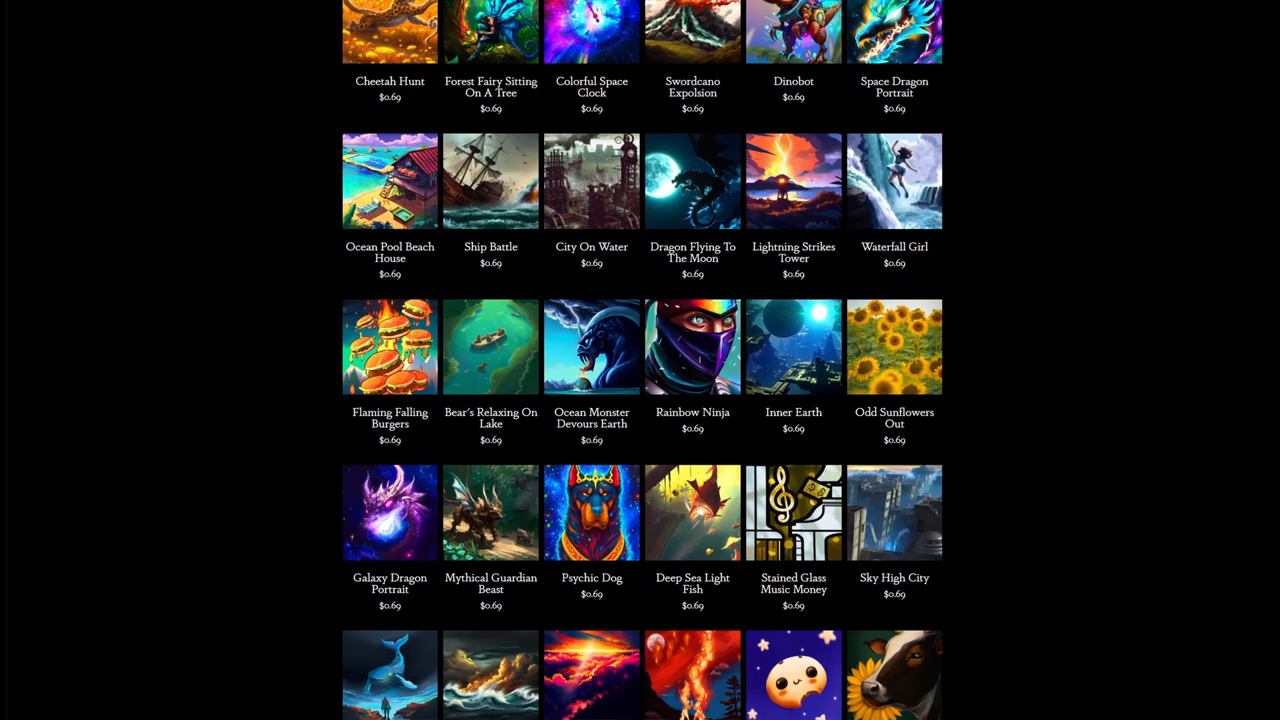 Cheetah Hunt
$0.69
Forest Fairy Sitting
On A Tree
$0.69
Colorful Space
Clock
$0.69
Swordcano
Expolsion
$0.69
Dinobot
$0.69
Space Dragon
Portrait
$0.69
Ocean Pool Beach
House
$0.69
Ship Battle
$0.69
City On Water
$0.69
Dragon Flying To
The Moon
$0.69
Lightning Strikes
Tower
$0.69
Waterfall Girl
$0.69
Flaming Falling
Burgers
$0.69
Bear's Relaxing On
Lake
$0.69
Ocean Monster
Devours Earth
$0.69
Rainbow Ninja
$0.69
Inner Earth
$0.69
Odd Sunflowers
Out
$0.69
Galaxy Dragon
Portrait
$0.69
Mythical Guardian
Beast
$0.69
Psychic Dog
$0.69
Deep Sea Light
Fish
$0.69
Stained Glass
Music Money
$0.69
Sky High City
$0.69